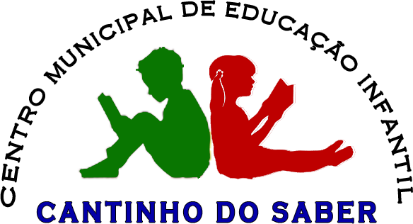 CENTRO MUNICIPAL DE EDUCAÇÃO INFANTIL
CANTINHO DO SABER